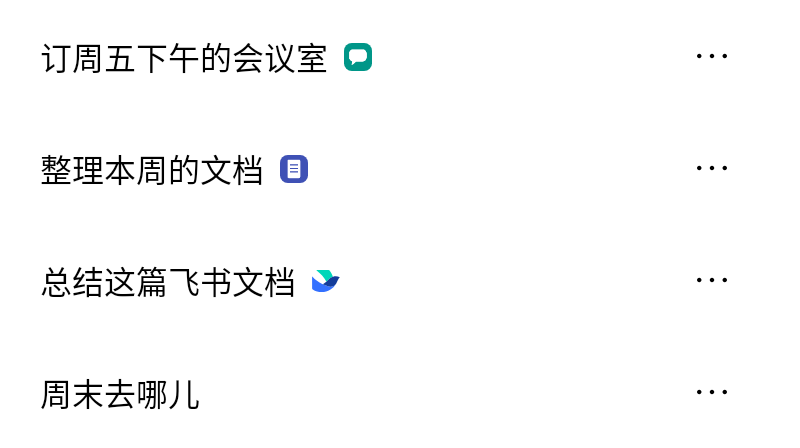 订周五下午的会议室
整理本周的文档
总结这篇飞书文档
周末去哪儿